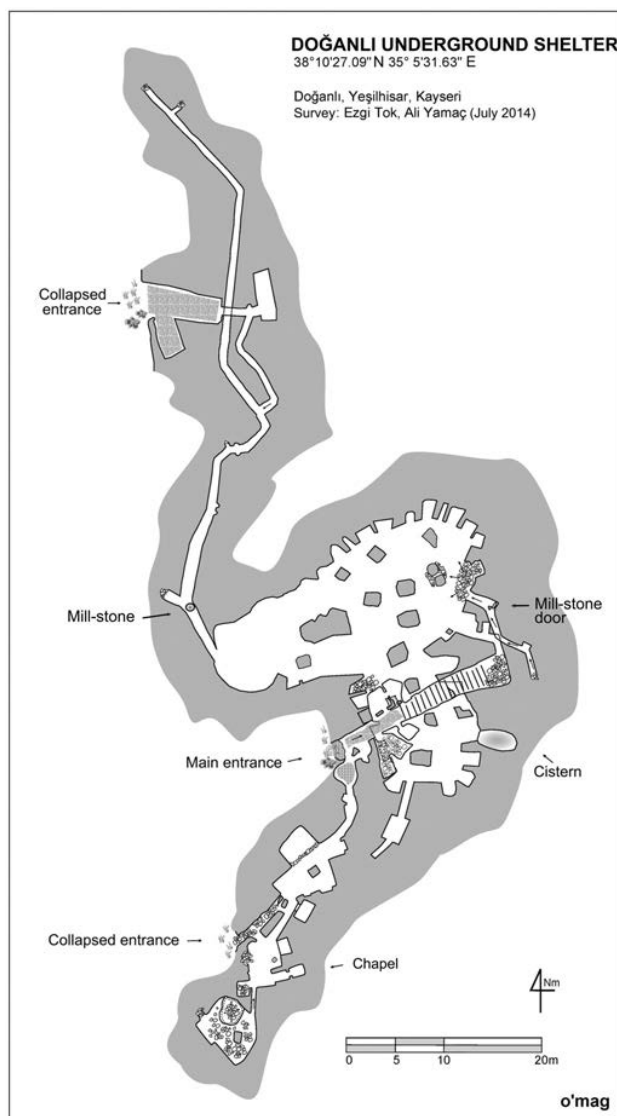 DOĞANLI UNDERGROUND SHELTER
38°10'27.09"N 35° 5'31.63" E
Doğanlı, Yeşilhisar, Kayseri
Survey: Ezgi Tok, Ali Yamaç (July 2014)
Collapsed
entrance
Mill-stone
Mill-stone
door
Main entrance
Cistern
Collapsed entrance
Chapel
Nm
0 5 10 20m
o'mag